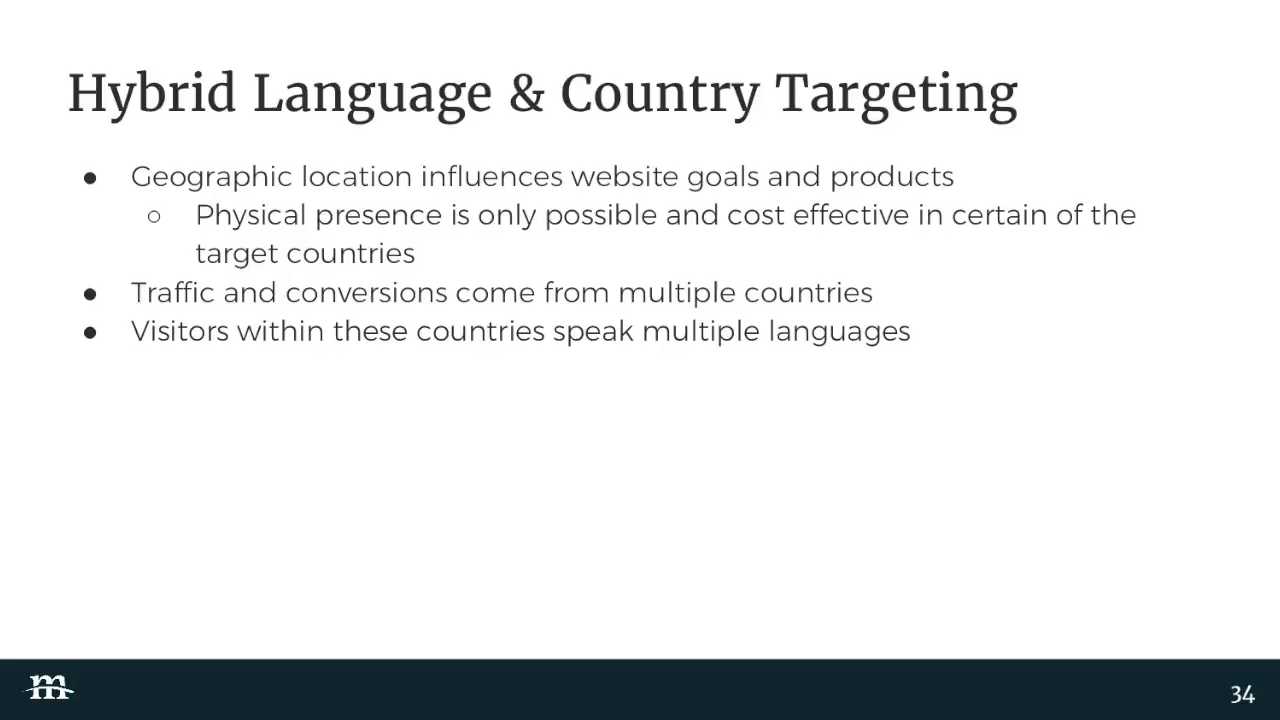 Hybrid Language & Country Targeting
● Geographic location influences website goals and products
○ Physical presence is only possible and cost effective in certain of the
target countries
● Traffic and conversions come from multiple countries
● Visitors within these countries speak multiple languages
m
34